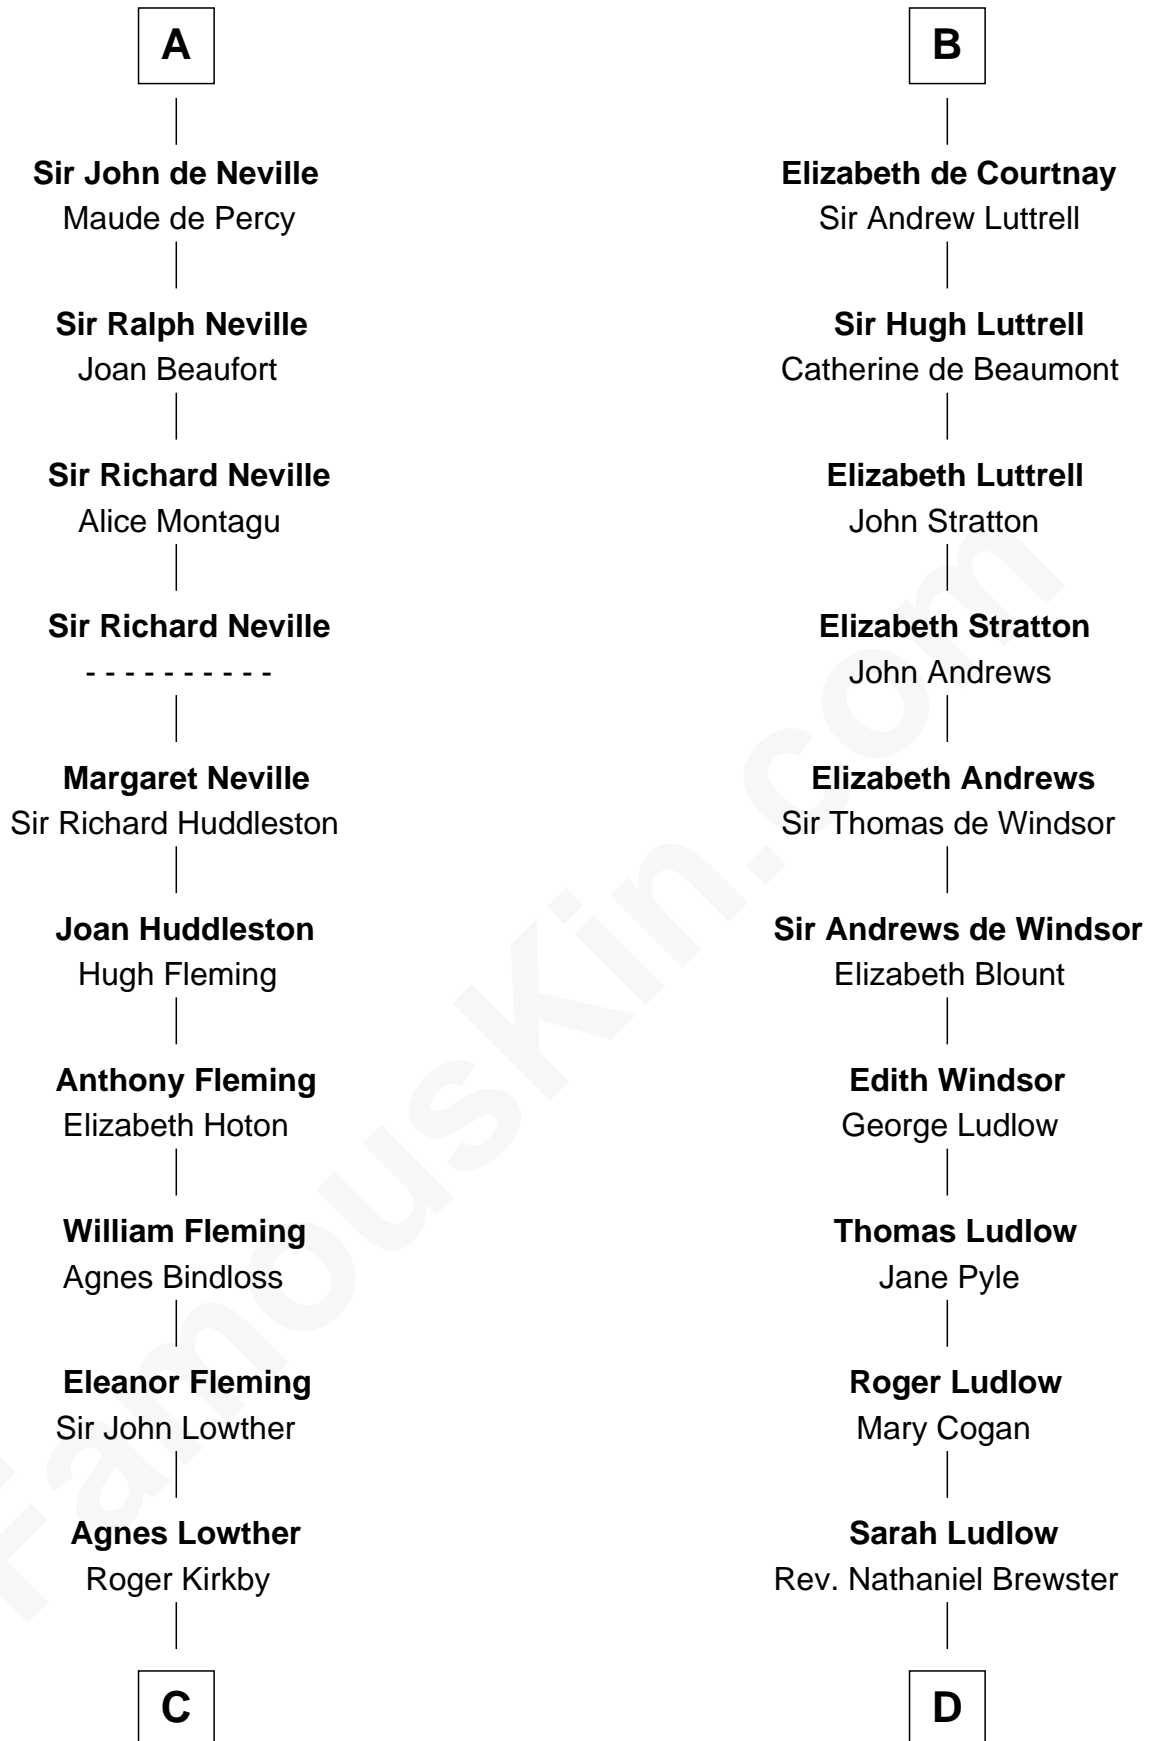 A
Sir John de Neville
Maude de Percy
Sir Ralph Neville
Joan Beaufort
Sir Richard Neville
Alice Montagu
Sir Richard Neville
- - - - - - - - - -
Margaret Neville
Sir Richard Huddleston
Joan Huddleston
Hugh Fleming
Anthony Fleming
Elizabeth Hoton
William Fleming
Agnes Bindloss
Eleanor Fleming
Sir John Lowther
Agnes Lowther
Roger Kirkby
C
B
Elizabeth de Courtnay
Sir Andrew Luttrell
Sir Hugh Luttrell
Catherine de Beaumont
Elizabeth Luttrell
John Stratton
Elizabeth Stratton
John Andrews
Elizabeth Andrews
Sir Thomas de Windsor
Sir Andrews de Windsor
Elizabeth Blount
Edith Windsor
George Ludlow
Thomas Ludlow
Jane Pyle
Roger Ludlow
Mary Cogan
Sarah Ludlow
Rev. Nathaniel Brewster
D
FamousKin.com